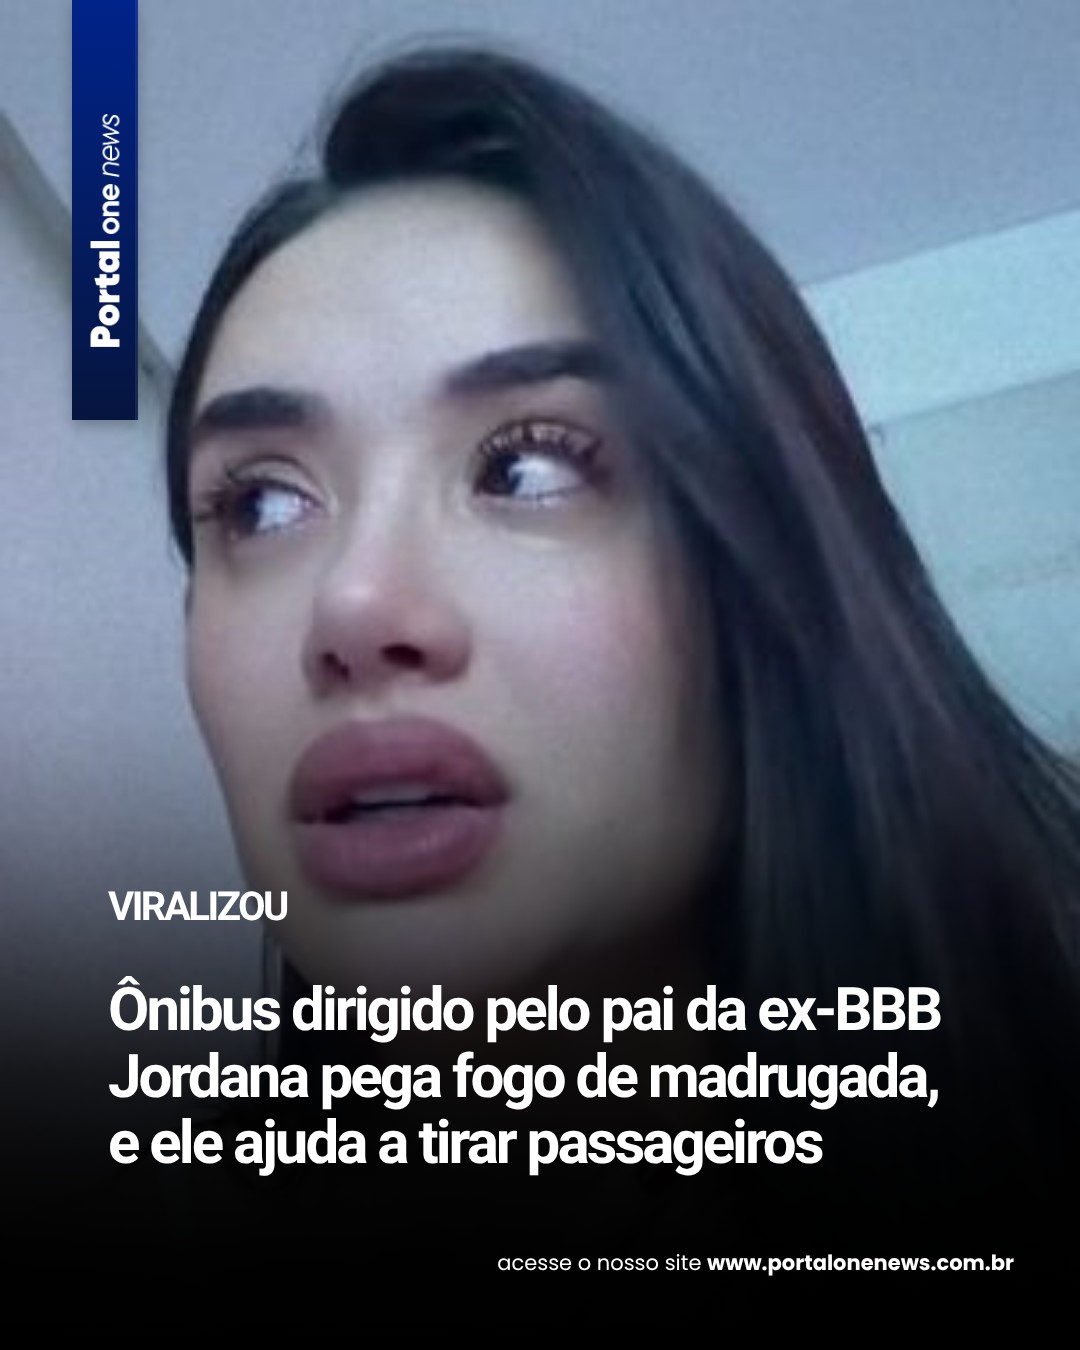 Portal one news
VIRALIZOU
Ônibus dirigido pelo pai da ex-BBB
Jordana pega fogo de madrugada,
e ele ajuda a tirar passageiros
acesse o nosso site www.portalonenews.com.br